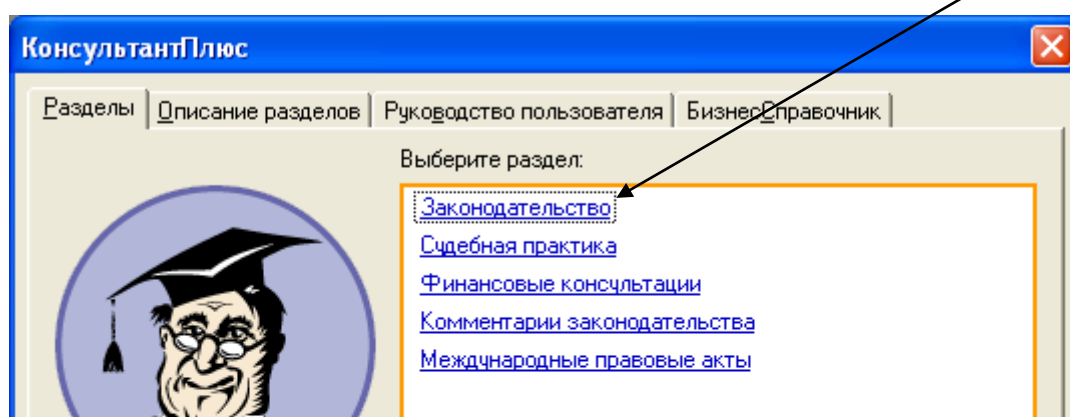 КонсультантПлюс
Разделы Описание разделов Руководство пользователя БизнесСправочник
Выберите раздел:
Законодательство
Судебная практика
Финансовые консультации
Комментарии законодательства
Международные правовые акты